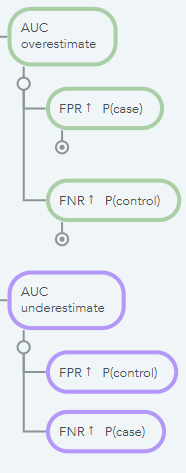 AUC
overestimate
FPR ↑ P(case)
FNR ↑ P(control)
AUC
underestimate
FPR ↑ P(control)
FNR ↑ P(case)